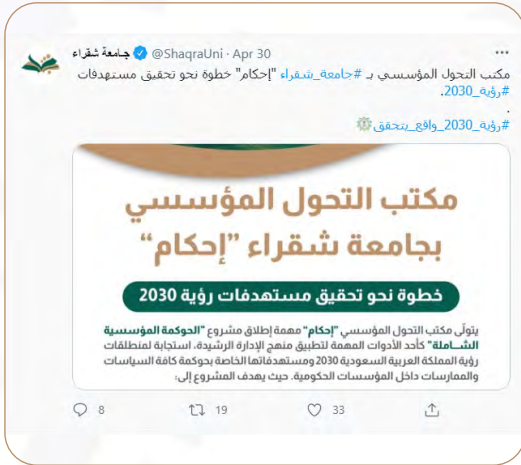 جامعة شقراء @ShaqraUni · Apr 30
مكتب التحول المؤسسي بـ #جامعة_شقراء "إحكام" خطوة نحو تحقيق مستهدفات
#رؤية_2030.
.
#رؤية_2030_واقع_يتحقق
مكتب التحول المؤسسي
بجامعة شقراء "إحكام"
خطوة نحو تحقيق مستهدفات رؤية 2030
يتولّى مكتب التحول المؤسسي "إحكام" مهمة إطلاق مشروع "الحوكمة المؤسسية
الشـــاملة" كأحد الأدوات المهمة لتطبيق منهج الإدارة الرشيدة، استجابة لمنطلقات
رؤية المملكة العربية السعودية 2030 ومستهدفاتها الخاصة بحوكمة كافة السياسات
والممارسات داخل المؤسسات الحكومية. حيث يهدف المشروع إلى:
8 19 33